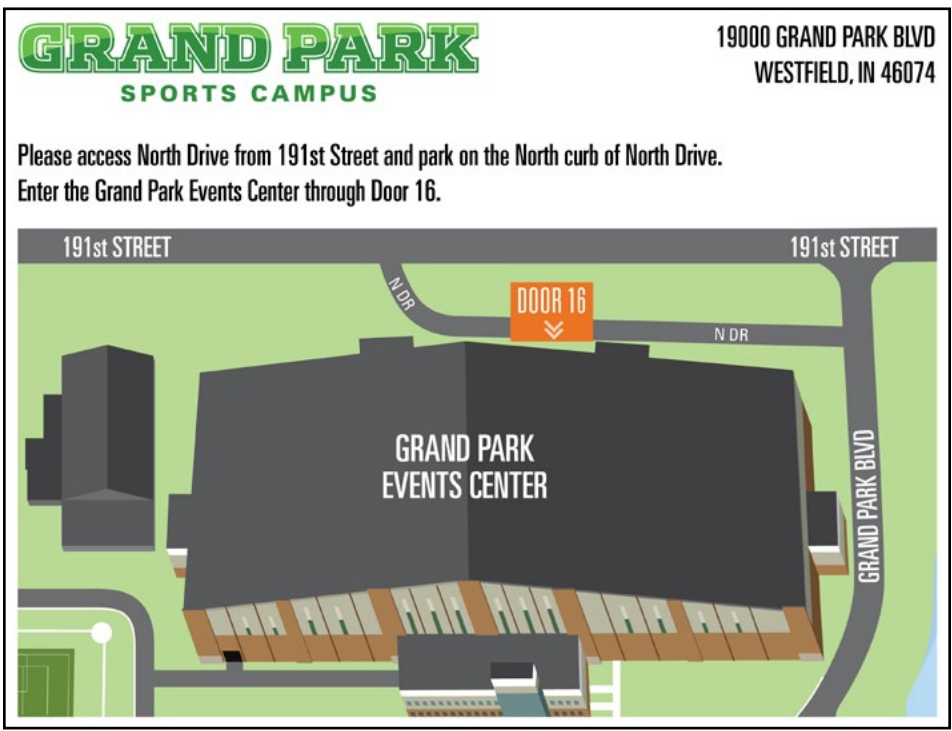 GRAND PARK
SPORTS CAMPUS
19000 GRAND PARK BLVD
WESTFIELD, IN 46074
Please access North Drive from 191st Street and park on the North curb of North Drive.
Enter the Grand Park Events Center through Door 16.
191st STREET
191st STREET
N DR
DOOR 16
N DR
GRAND PARK
EVENTS CENTER
GRAND PARK BLVD